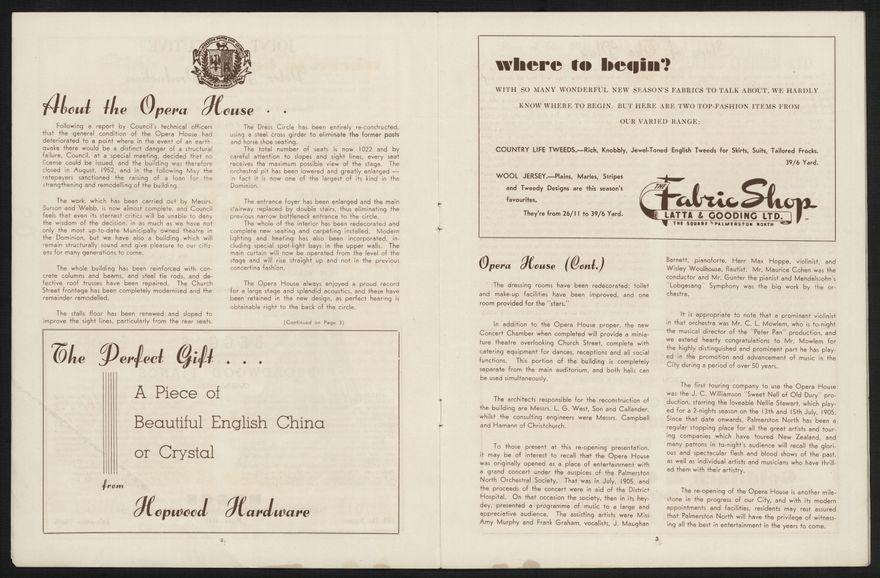 About the Opera House . .
Following a report by Council's technical officers
that the general condition of the Opera House had
deteriorated to a point where in the event of an earth-
quake there would be a distinct danger of a structural
failure, Council, at a special meeting, decided that no
license could be issued, and the building was therefore
closed in August, 1952, and in the following May the
ratepayers sanctioned the raising of a loan for the
strengthening and remodelling of the building.
The work, which has been carried out by Messrs.
Burson and Webb, is now almost complete, and Council
feels that even its sternest critics will be unable to deny
the wisdom of the decision, in as much as we have not
only the most up-to-date Municipally owned theatre in
the Dominion, but we have also a building which will
remain structurally sound and give pleasure to our citiz-
ens for many generations to come.
The whole building has been reinforced with con-
crete columns and beams, and steel tie rods, and de-
fective roof trusses have been repaired. The Church
Street frontage has been completely modernised and the
remainder remodelled.
The stalls floor has been renewed and sloped to
improve the sight lines, particularly from the rear seats.
The Dress Circle has been entirely re-constructed,
using a steel cross girder to eliminate the former posts
and horse shoe seating.
The total number of seats is now 1022 and by
careful attention to slopes and sight lines, every seat
receives the maximum possible view of the stage. The
orchestral pit has been lowered and greatly enlarged —
in fact it is now one of the largest of its kind in the
Dominion.
The entrance foyer has been enlarged and the main
stairway replaced by double stairs, thus eliminating the
previous narrow bottleneck entrance to the circle.
The whole of the interior has been redecorated and
complete new seating and carpeting installed. Modern
lighting and heating has also been incorporated, in-
cluding special spot-light bays in the upper walls. The
main curtain will now be operated from the level of the
stage and will rise straight up and not in the previous
concertina fashion.
The Opera House always enjoyed a proud record
for a large stage and splendid acoustics, and these have
been retained in the new design, as perfect hearing is
obtainable right to the back of the circle.
(Continued on Page 3)
The Perfect Gift . . .
A Piece of
Beautiful English China
or Crystal
from
Hopwood Hardware
2.
where to begin?
WITH SO MANY WONDERFUL NEW SEASON'S FABRICS TO TALK ABOUT, WE HARDLY
KNOW WHERE TO BEGIN. BUT HERE ARE TWO TOP-FASHION ITEMS FROM
OUR VARIED RANGE:
COUNTRY LIFE TWEEDS.—Rich, Knobbly, Jewel-Toned English Tweeds for Skirts, Suits, Tailored Frocks.
39/6 Yard.
WOOL JERSEY.—Plains, Marles, Stripes
and Tweedy Designs are this season's
favourites.
They're from 26/11 to 39/6 Yard.
THE Fabric Shop
LATTA & GOODING LTD.
THE SQUARE PALMERSTON NORTH
Opera House (Cont.)
The dressing rooms have been redecorated; toilet
and make-up facilities have been improved, and one
room provided for the "stars."
In addition to the Opera House proper, the new
Concert Chamber when completed will provide a minia-
ture theatre overlooking Church Street, complete with
catering equipment for dances, receptions and all social
functions. This portion of the building is completely
separate from the main auditorium, and both halls can
be used simultaneously.
The architects responsible for the reconstruction of
the building are Messrs. L. G. West, Son and Callander,
whilst the consulting engineers were Messrs. Campbell
and Hamann of Christchurch.
To those present at this re-opening presentation,
it may be of interest to recall that the Opera House
was originally opened as a place of entertainment with
a grand concert under the auspices of the Palmerston
North Orchestral Society. That was in July, 1905, and
the proceeds of the concert were in aid of the District
Hospital. On that occasion the society, then in its hey-
dey, presented a programme of music to a large and
appreciative audience. The assisting artists were Miss
Amy Murphy and Frank Graham, vocalists, J. Maughan
Barnett, pianoforte, Herr Max Hoppe, violinist, and
Wisley Woolhouse, flautist. Mr. Maurice Cohen was the
conductor and Mr. Gunter the pianist and Mendelsohn's
"Lobgesang" Symphony was the big work by the or-
chestra.
It is appropriate to note that a prominent violinist
in that orchestra was Mr. C. L. Mowlem, who is to-night
the musical director of the "Peter Pan" production, and
we extend hearty congratulations to Mr. Mowlem for
the highly distinguished and prominent part he has play-
ed in the promotion and advancement of music in the
City during a period of over 50 years.
The first touring company to use the Opera House
was the J. C. Williamson "Sweet Nell of Old Dury" pro-
duction, starring the loveable Nellie Stewart, which play-
ed for a 2-nights season on the 13th and 15th July, 1905.
Since that date onwards, Palmerston North has been a
regular stopping place for all the great artists and tour-
ing companies which have toured New Zealand, and
many patrons in to-night's audience will recall the glori-
ous and spectacular flesh and blood shows of the past,
as well as individual artists and musicians who have thrill-
ed them with their artistry.
The re-opening of the Opera House is another mile-
stone in the progress of our City, and with its modern
appointments and facilities, residents may rest assured
that Palmerston North will have the privilege of witness-
ing all the best in entertainment in the years to come.
3.